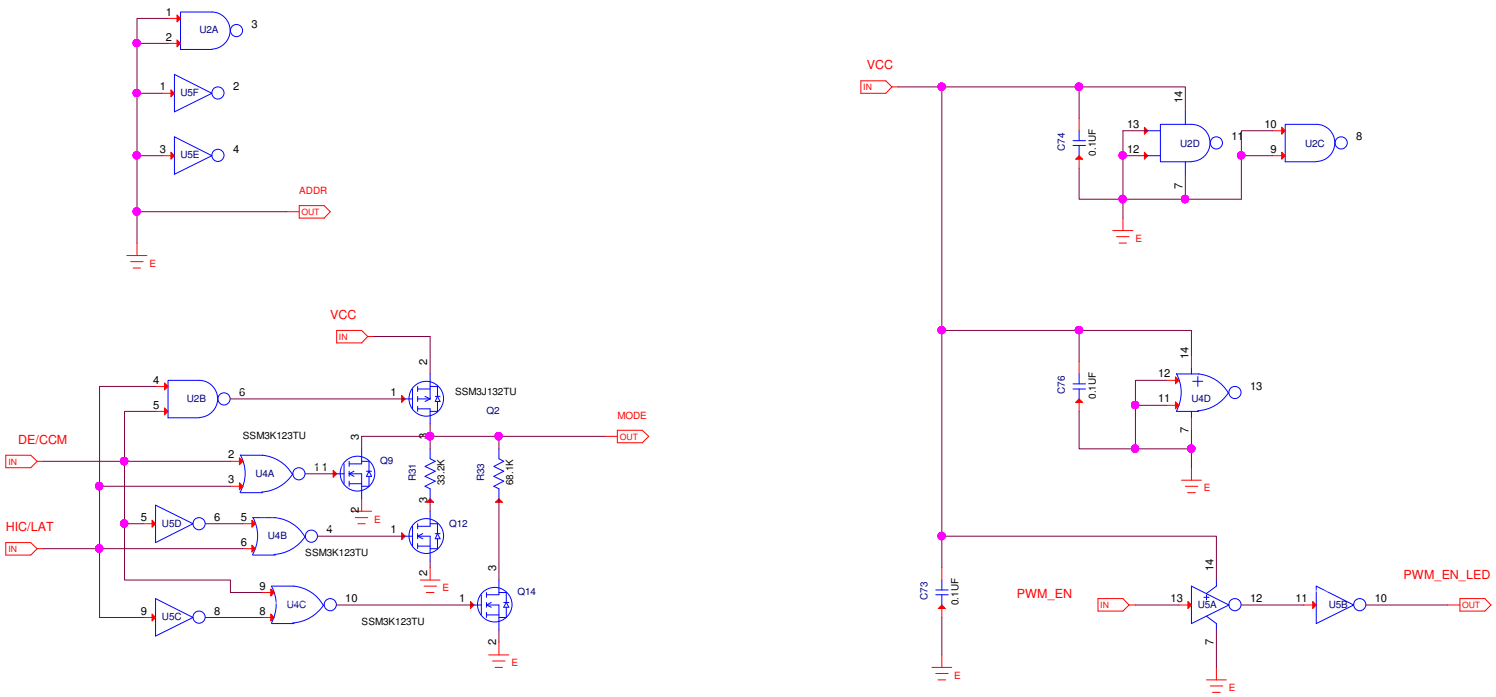 1
U2A
3
2
1
U5F
2
3
U5E
4
ADDR
OUT
E
VCC
IN
2
4
U2B
6
5
1
SSM3J132TU
Q2
3
MODE
OUT
SSM3K123TU
DE/CCM
IN
2
U4A
1 1
3
3
Q9
2
E
R31
33.2K
R33
68.1K
HIC/LAT
IN
5
U5D
6
5
U4B
4
6
SSM3K123TU
3
1
Q12
2
E
9
U5C
8
9
U4C
10
8
SSM3K123TU
3
1
Q14
2
E
VCC
IN
C74
0.1UF
14
13
U2D
11
12
7
10
U2C
8
9
E
C76
0.1UF
14
12
U4D
13
11
7
E
C73
0.1UF
E
PWM_EN
IN
14
13
U5A
12
7
E
11
U5B
10
PWM_EN_LED
OUT